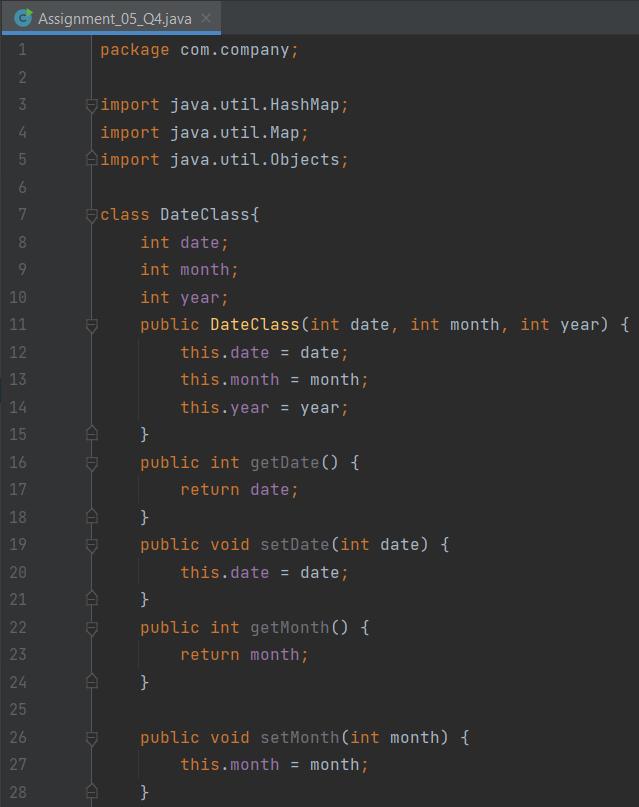 Assignment_05_Q4.java
1 package com.company;
2
3 import java.util.HashMap;
4 import java.util.Map;
5 import java.util.Objects;
6
7 class DateClass{
8     int date;
9     int month;
10     int year;
11     public DateClass(int date, int month, int year) {
12         this.date = date;
13         this.month = month;
14         this.year = year;
15     }
16     public int getDate() {
17         return date;
18     }
19     public void setDate(int date) {
20         this.date = date;
21     }
22     public int getMonth() {
23         return month;
24     }
25
26     public void setMonth(int month) {
27         this.month = month;
28     }